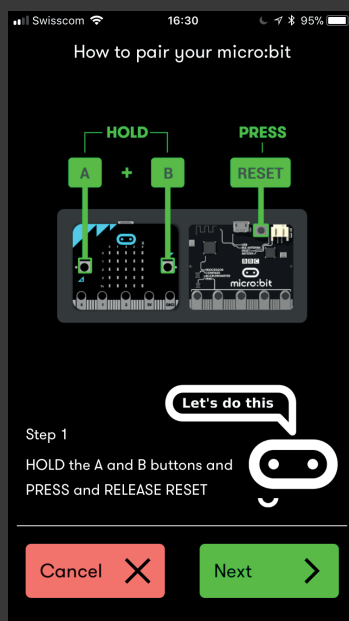 Swisscom 16:30 95%
How to pair your micro:bit
HOLD PRESS
A + B RESET
BBC
micro:bit
Let's do this
Step 1
HOLD the A and B buttons and
PRESS and RELEASE RESET
Cancel Next